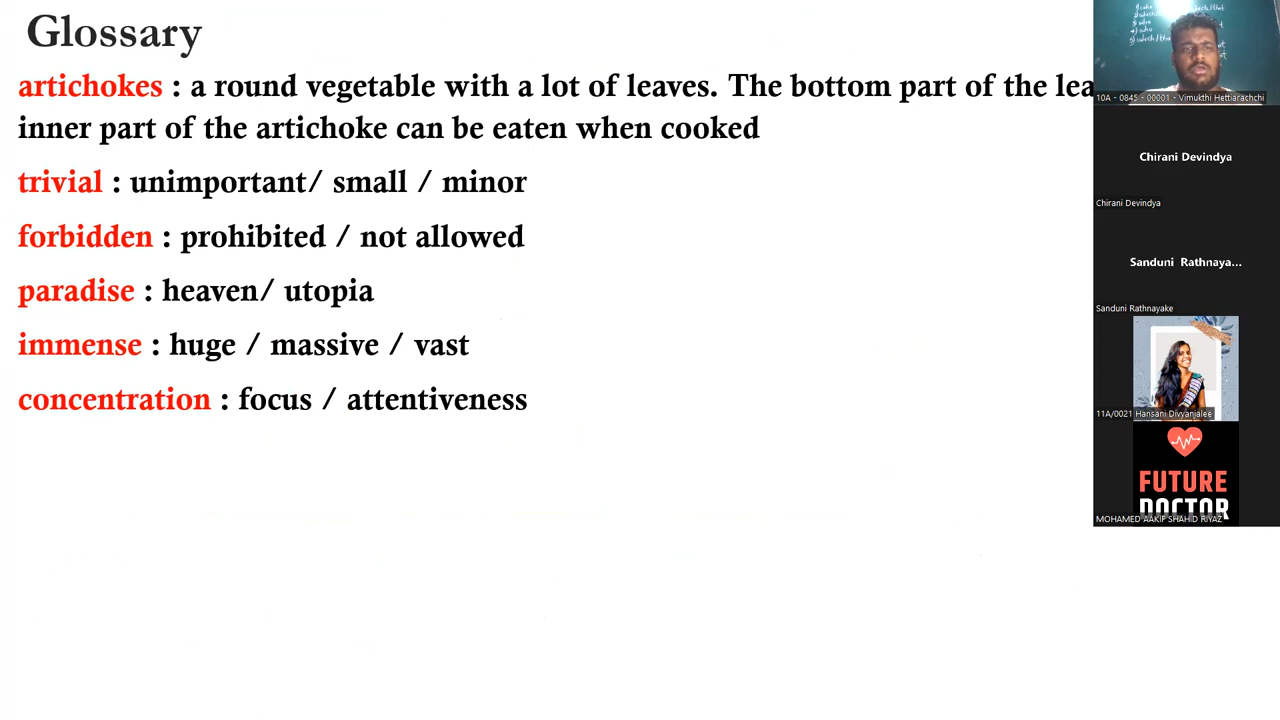 Glossary
artichokes : a round vegetable with a lot of leaves. The bottom part of the
inner part of the artichoke can be eaten when cooked
trivial : unimportant/ small / minor
forbidden : prohibited / not allowed
paradise : heaven/ utopia
immense : huge / massive / vast
concentration : focus / attentiveness
10A - 0845 - 00001 - Vimukthi Hettiarachchi
Chirani Devindya
Chirani Devindya
Sanduni Rathnaya...
Sanduni Rathnayake
11A/0021 Hansani Divyanjalee
FUTURE
DOCTOR
MOHAMED AAKIF SHAHID RIYAZ